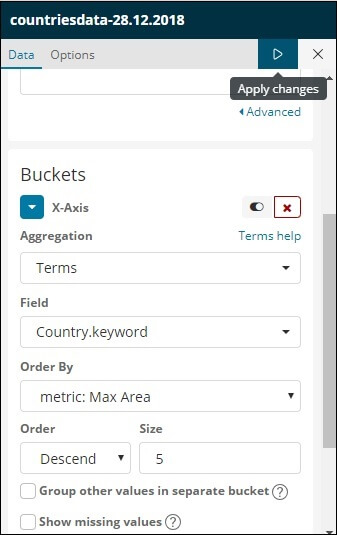 countriesdata-28.12.2018
Data Options
Apply changes
Advanced
Buckets
X-Axis
Aggregation Terms help
Terms
Field
Country.keyword
Order By
metric: Max Area
Order Size
Descend 5
Group other values in separate bucket ?
Show missing values ?